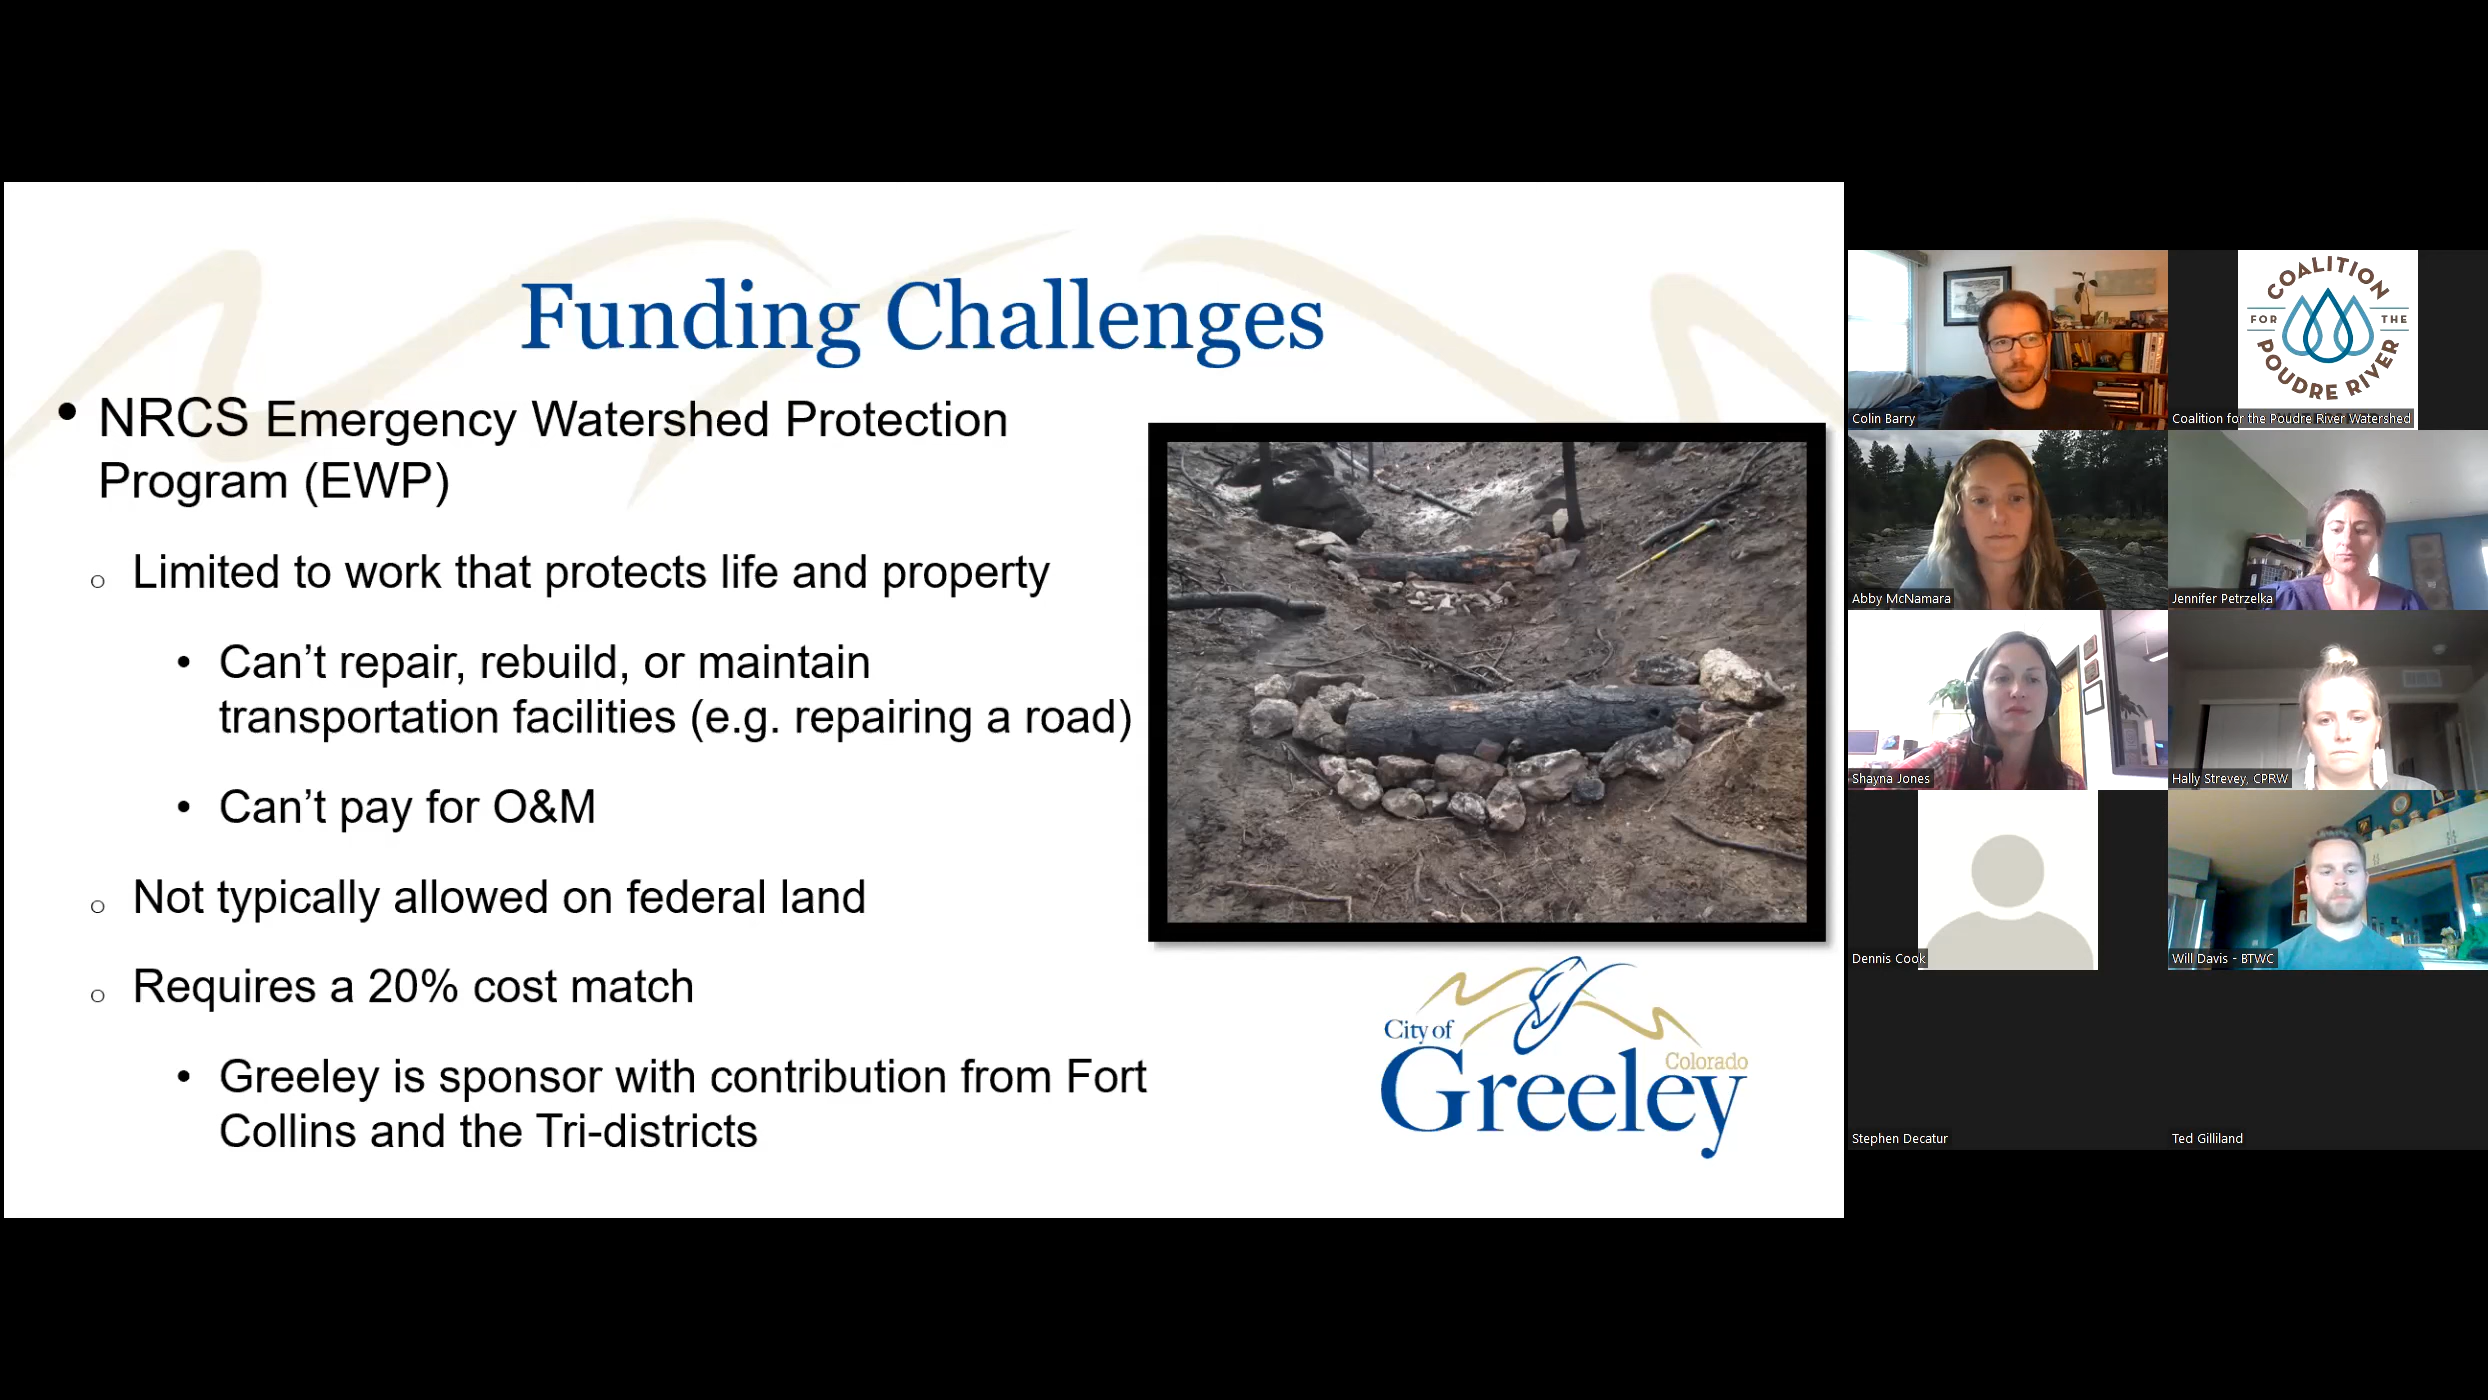 Funding Challenges
• NRCS Emergency Watershed Protection
Program (EWP)
o Limited to work that protects life and property
• Can’t repair, rebuild, or maintain
transportation facilities (e.g. repairing a road)
• Can’t pay for O&M
o Not typically allowed on federal land
o Requires a 20% cost match
• Greeley is sponsor with contribution from Fort
Collins and the Tri-districts
City of
Greeley
Colorado
Colin Barry
COALITION
FOR THE
POUDRE RIVER
Coalition for the Poudre River Watershed
Abby McNamara
Jennifer Petrzelka
Shayna Jones
Hally Strevey, CPRW
Dennis Cook
Will Davis - BTWC
Stephen Decatur
Ted Gilliland